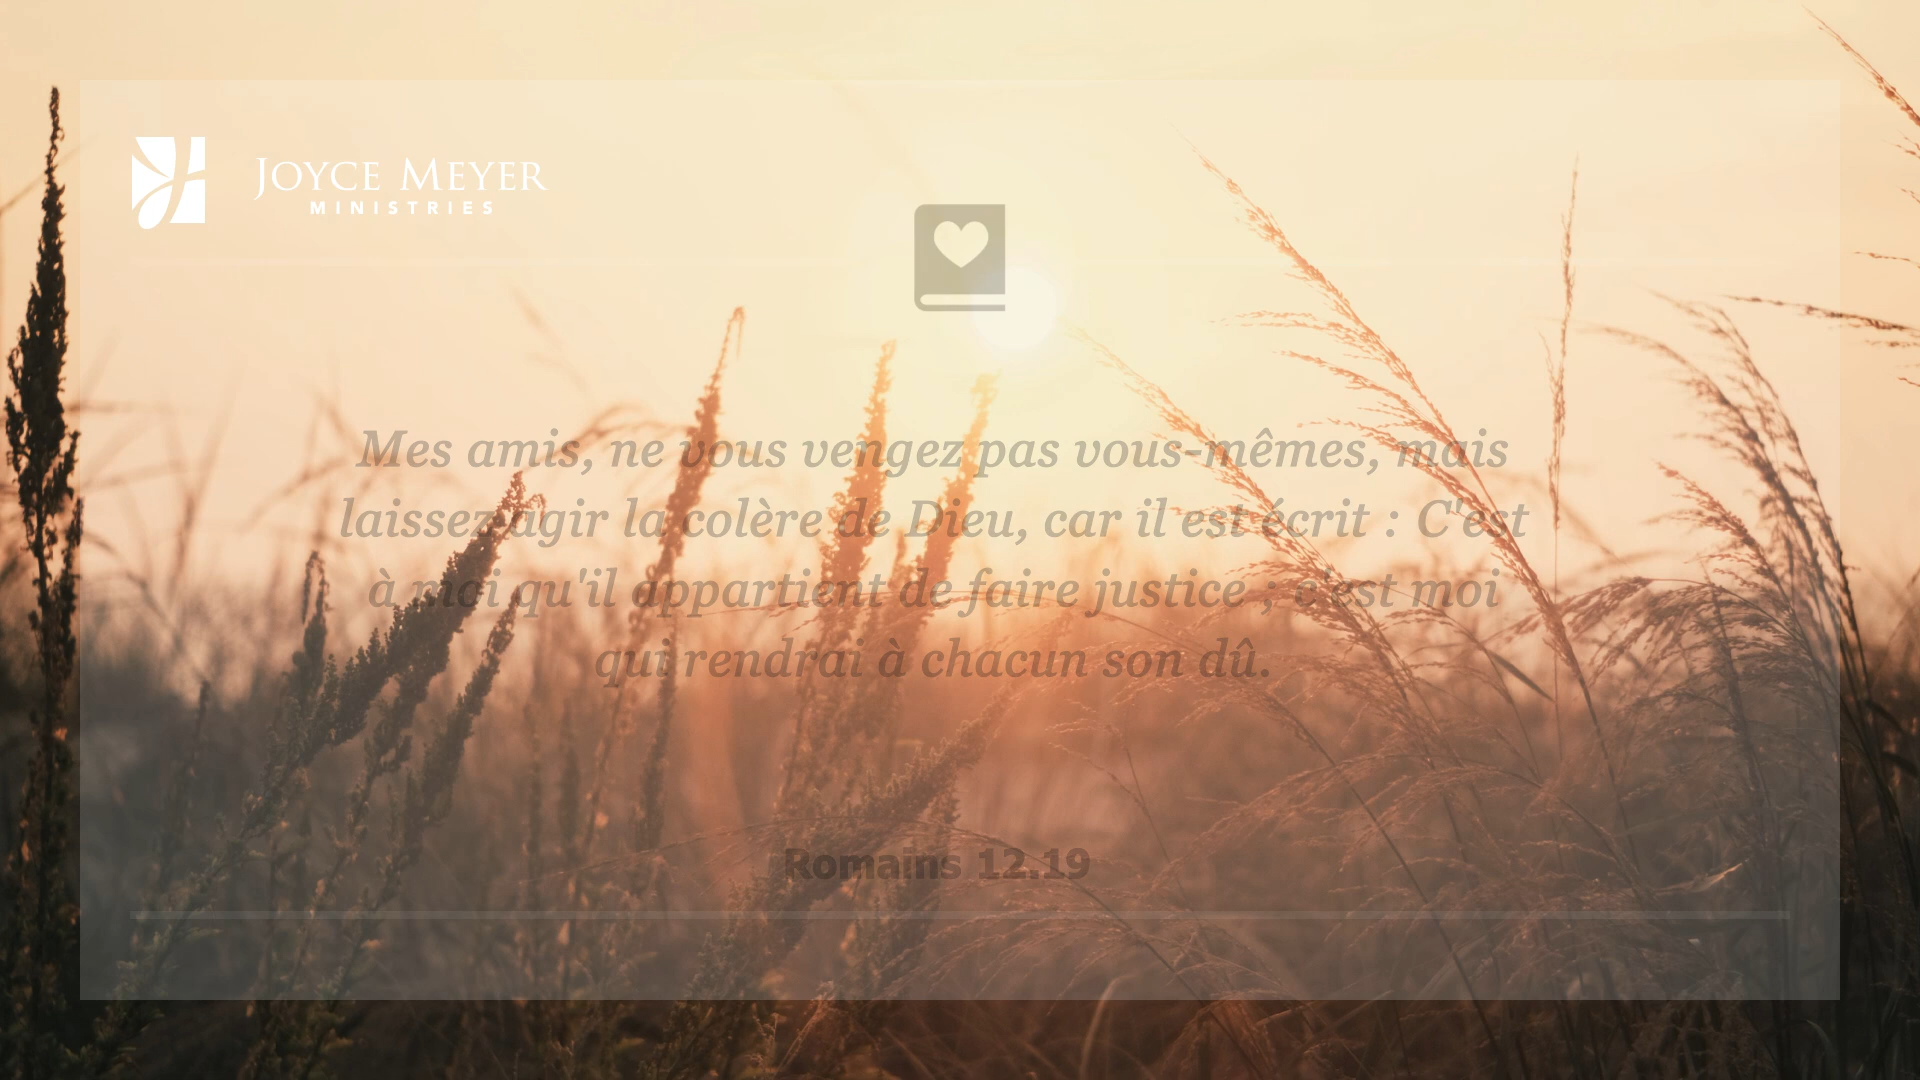 JOYCE MEYER
MINISTRIES
Mes amis, ne vous vengez pas vous-mêmes, mais
laissez agir la colère de Dieu, car il est écrit : C'est
à moi qu'il appartient de faire justice ; c'est moi
qui rendrai à chacun son dû.
Romains 12.19